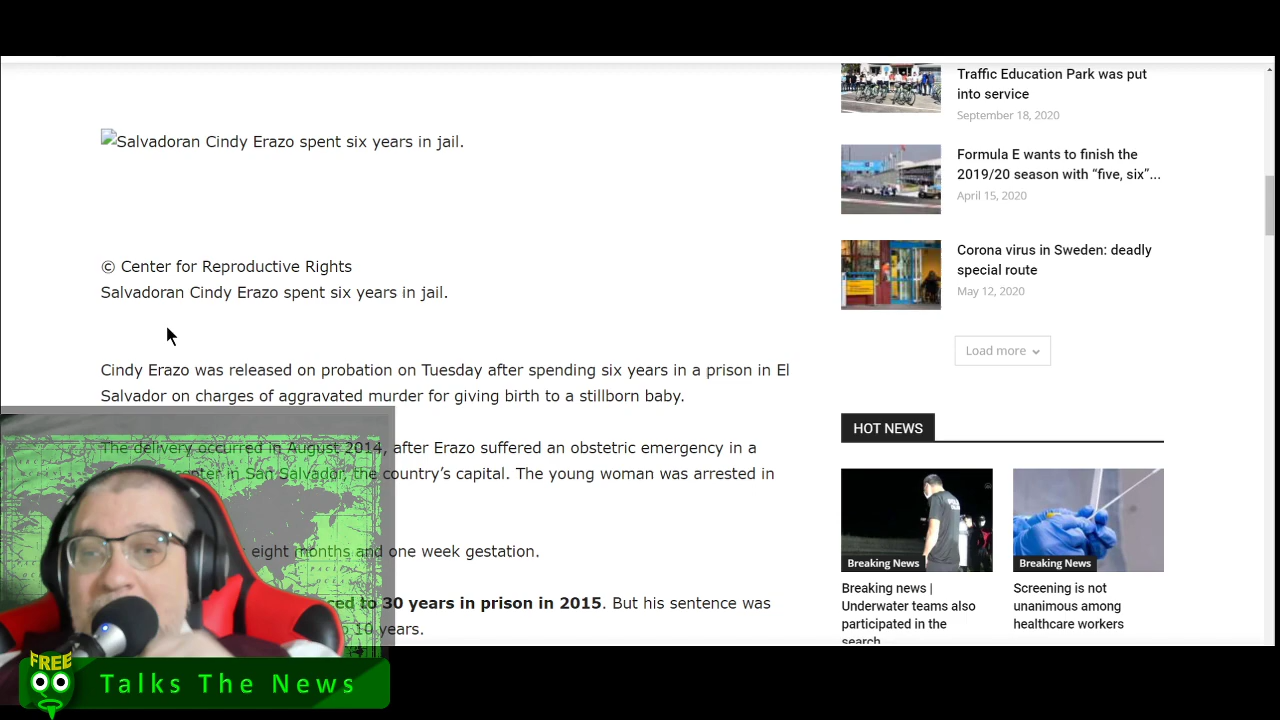 Salvadoran Cindy Erazo spent six years in jail.
© Center for Reproductive Rights
Salvadoran Cindy Erazo spent six years in jail.
Cindy Erazo was released on probation on Tuesday after spending six years in a prison in El
Salvador on charges of aggravated murder for giving birth to a stillborn baby.
The delivery occurred in August 2014, after Erazo suffered an obstetric emergency in a
in San Salvador, the country’s capital. The young woman was arrested in
eight months and one week gestation.
to 30 years in prison in 2015. But his sentence was
10 years.
Traffic Education Park was put
into service
September 18, 2020
Formula E wants to finish the
2019/20 season with “five, six”...
April 15, 2020
Corona virus in Sweden: deadly
special route
May 12, 2020
Load more
HOT NEWS
Breaking News
Breaking news |
Underwater teams also
participated in the
search
Breaking News
Screening is not
unanimous among
healthcare workers
FREE
Talks The News